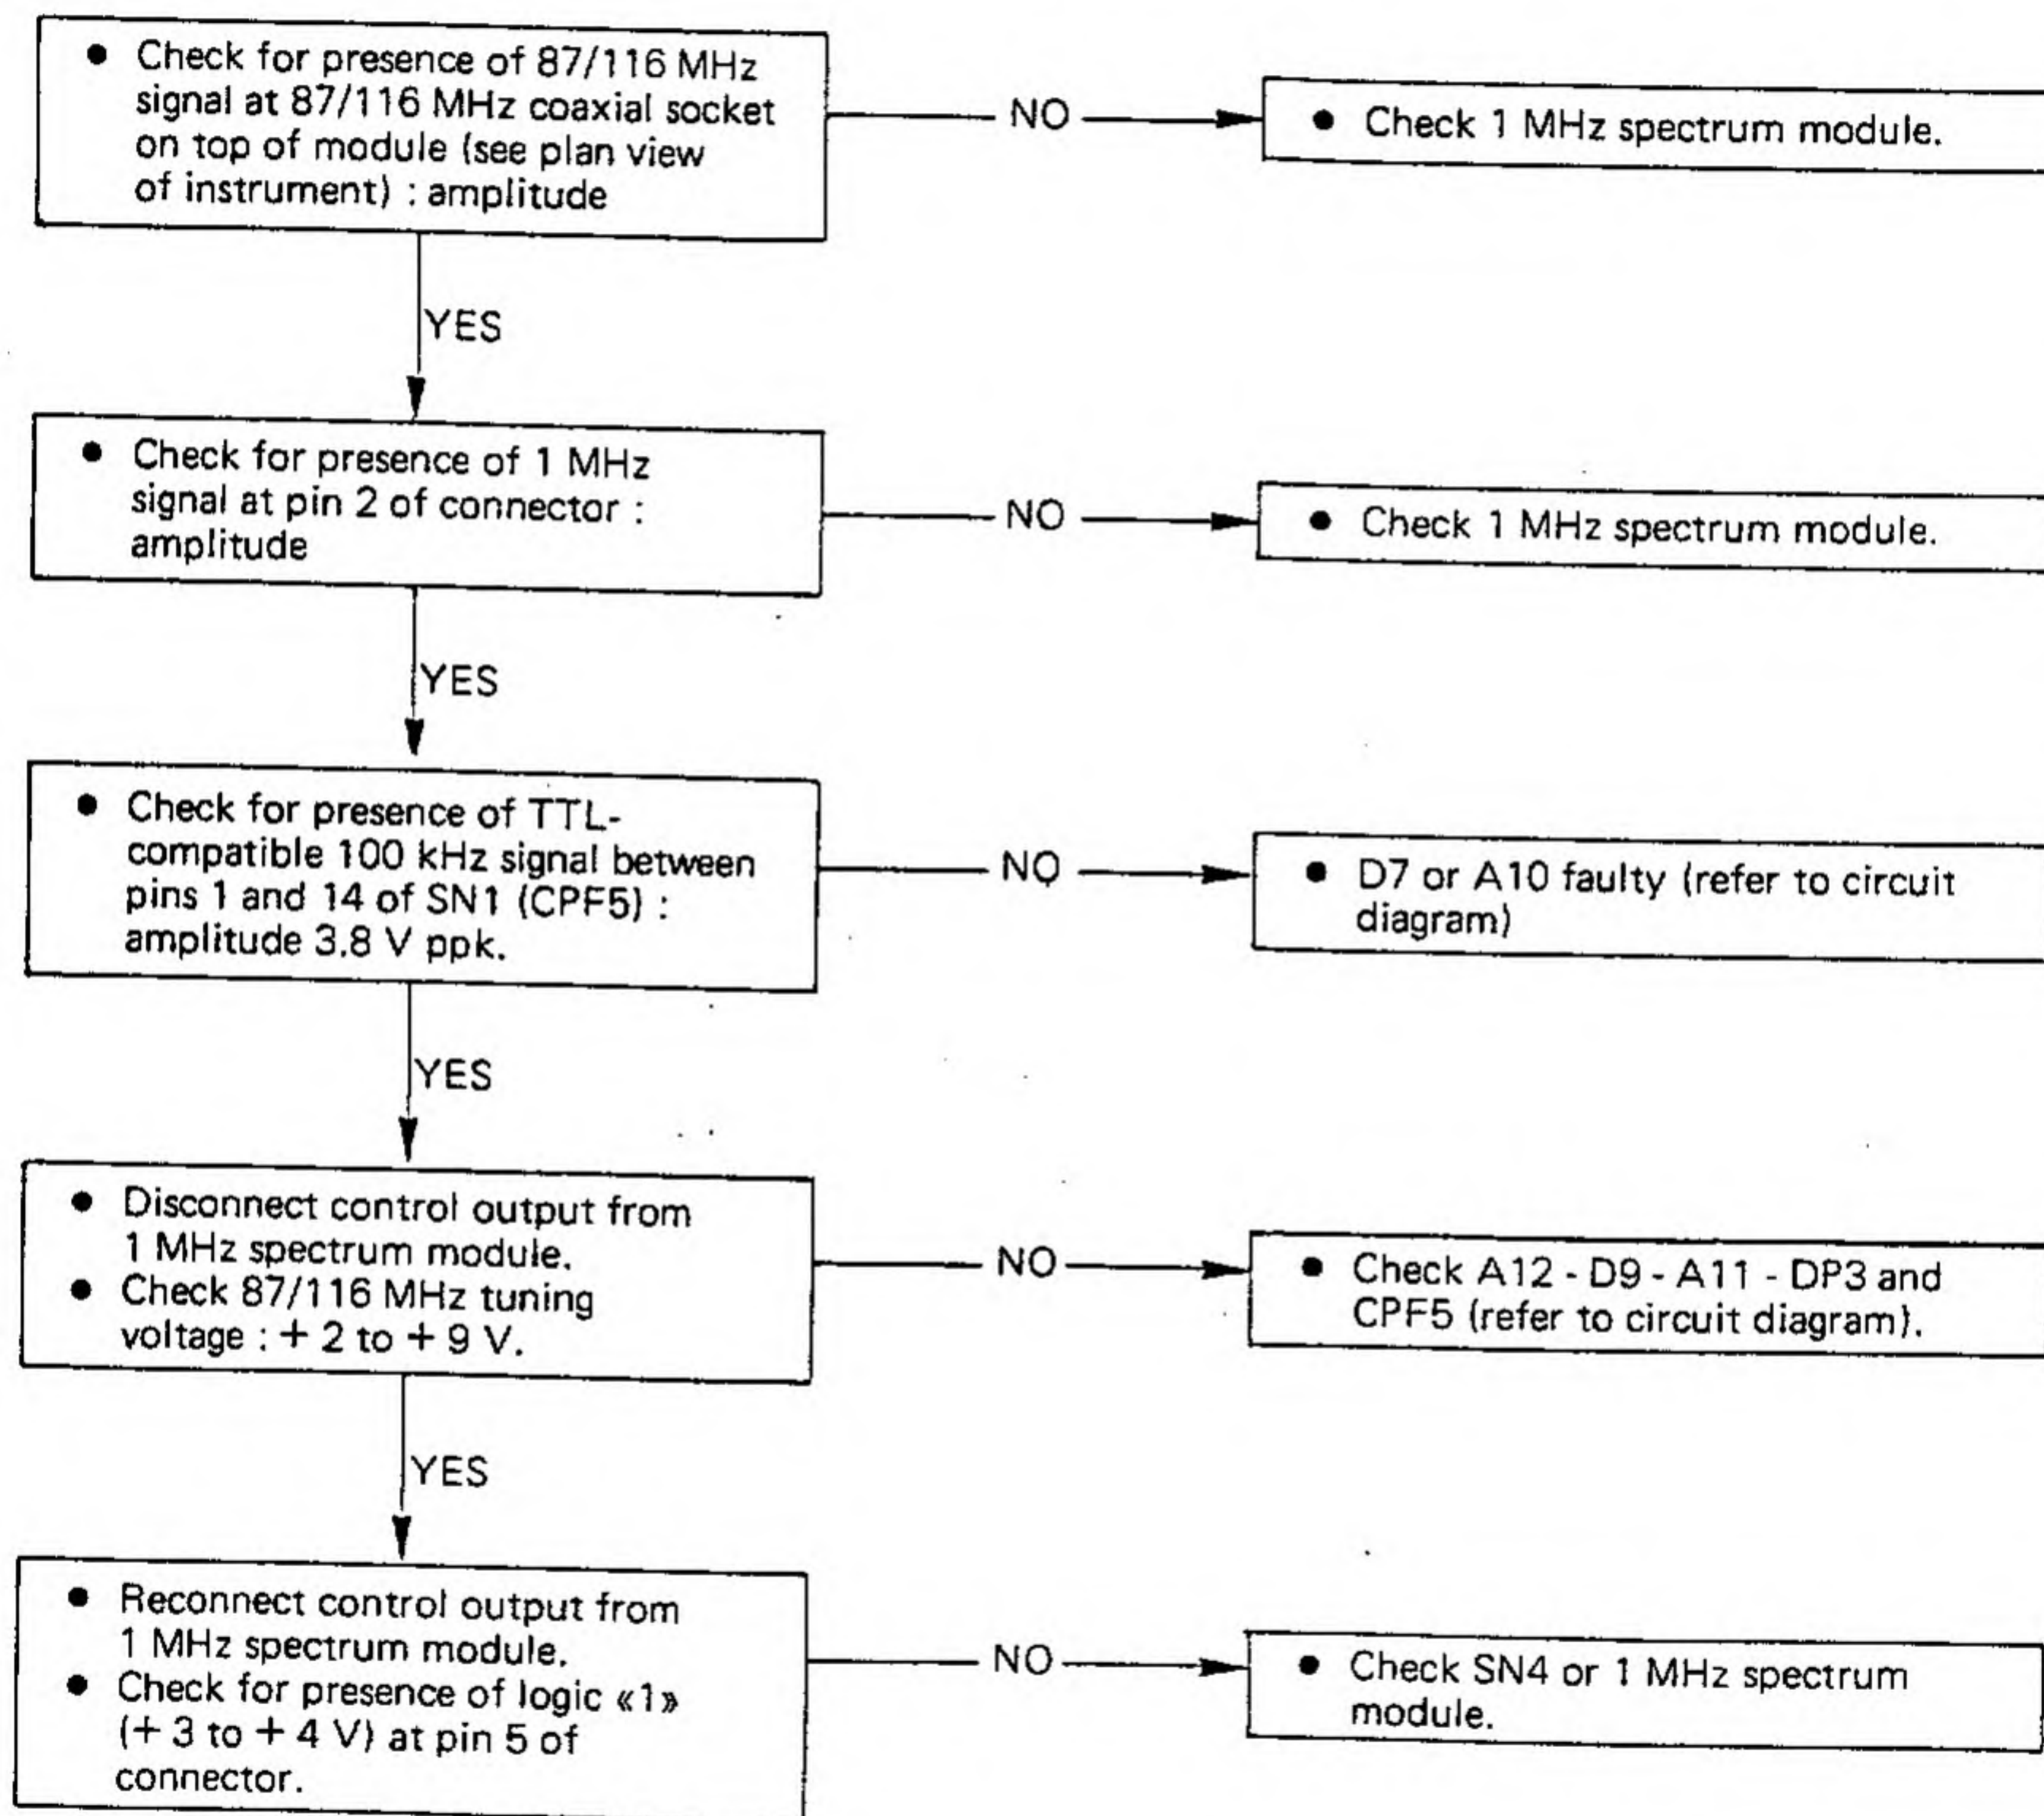 ● Check for presence of 87/116 MHz
signal at 87/116 MHz coaxial socket
on top of module (see plan view
of instrument) : amplitude
NO
● Check 1 MHz spectrum module.
YES
● Check for presence of 1 MHz
signal at pin 2 of connector :
amplitude
NO
● Check 1 MHz spectrum module.
YES
● Check for presence of TTL-
compatible 100 kHz signal between
pins 1 and 14 of SN1 (CPF5) :
amplitude 3.8 V ppk.
NO
● D7 or A10 faulty (refer to circuit
diagram)
YES
● Disconnect control output from
1 MHz spectrum module.
● Check 87/116 MHz tuning
voltage : + 2 to + 9 V.
NO
● Check A12 - D9 - A11 - DP3 and
CPF5 (refer to circuit diagram).
YES
● Reconnect control output from
1 MHz spectrum module.
● Check for presence of logic «1»
(+ 3 to + 4 V) at pin 5 of
connector.
NO
● Check SN4 or 1 MHz spectrum
module.